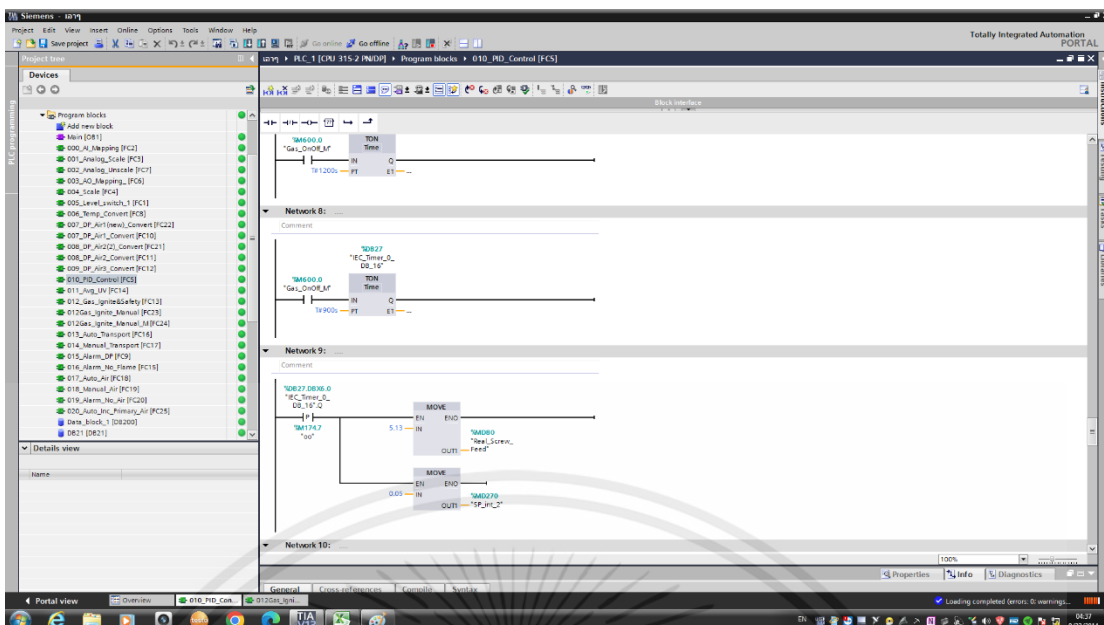 Siemens - เอาๆ
Project Edit View Insert Online Options Tools Window Help
Totally Integrated Automation
PORTAL
Save project Go online Go offline
Project tree
เอาๆ ▸ PLC_1 [CPU 315-2 PN/DP] ▸ Program blocks ▸ 010_PID_Control [FC5]
Devices
PLC programming
Block interface
Program blocks
Add new block
Main [OB1]
000_AI_Mapping [FC2]
001_Analog_Scale [FC3]
002_Analog_Unscale [FC7]
003_AO_Mapping_ [FC6]
004_Scale [FC4]
005_Level_switch_1 [FC1]
006_Temp_Convert [FC8]
007_DP_Air1(new)_Convert [FC22]
007_DP_Air1_Convert [FC10]
008_DP_Air2(2)_Convert [FC21]
008_DP_Air2_Convert [FC11]
009_DP_Air3_Convert [FC12]
010_PID_Control [FC5]
011_Avg_UV [FC14]
012_Gas_Ignite&Safety [FC13]
012Gas_Ignite_Manual [FC23]
012Gas_Ignite_Manual_M [FC24]
013_Auto_Transport [FC16]
014_Manual_Transport [FC17]
015_Alarm_DP [FC9]
016_Alarm_No_Flame [FC15]
017_Auto_Air [FC18]
018_Manual_Air [FC19]
019_Alarm_No_Air [FC20]
020_Auto_Inc_Primary_Air [FC25]
Data_block_1 [DB200]
DB21 [DB21]
Details view
Name
%M600.0
"Gas_OnOff_M"
TON
Time
IN Q
T#1200s PT ET ...
Network 8: ....
Comment
%DB27
"IEC_Timer_0_
DB_16"
%M600.0
"Gas_OnOff_M"
TON
Time
IN Q
T#900s PT ET ...
Network 9: ....
Comment
%DB27.DBX6.0
"IEC_Timer_0_
DB_16".Q
P
%M174.7
"oo"
MOVE
EN ENO
5.13 IN
%MD80
"Real_Screw_
OUT1 Feed"
MOVE
EN ENO
0.05 IN
%MD270
OUT1 "SP_int_2"
Network 10: ....
100%
Properties Info Diagnostics
General Cross-references Compile Syntax
Portal view Overview 010_PID_Con... 012Gas_Igni...
Loading completed (errors: 0; warnings...
TIA
V13
EN
04:37